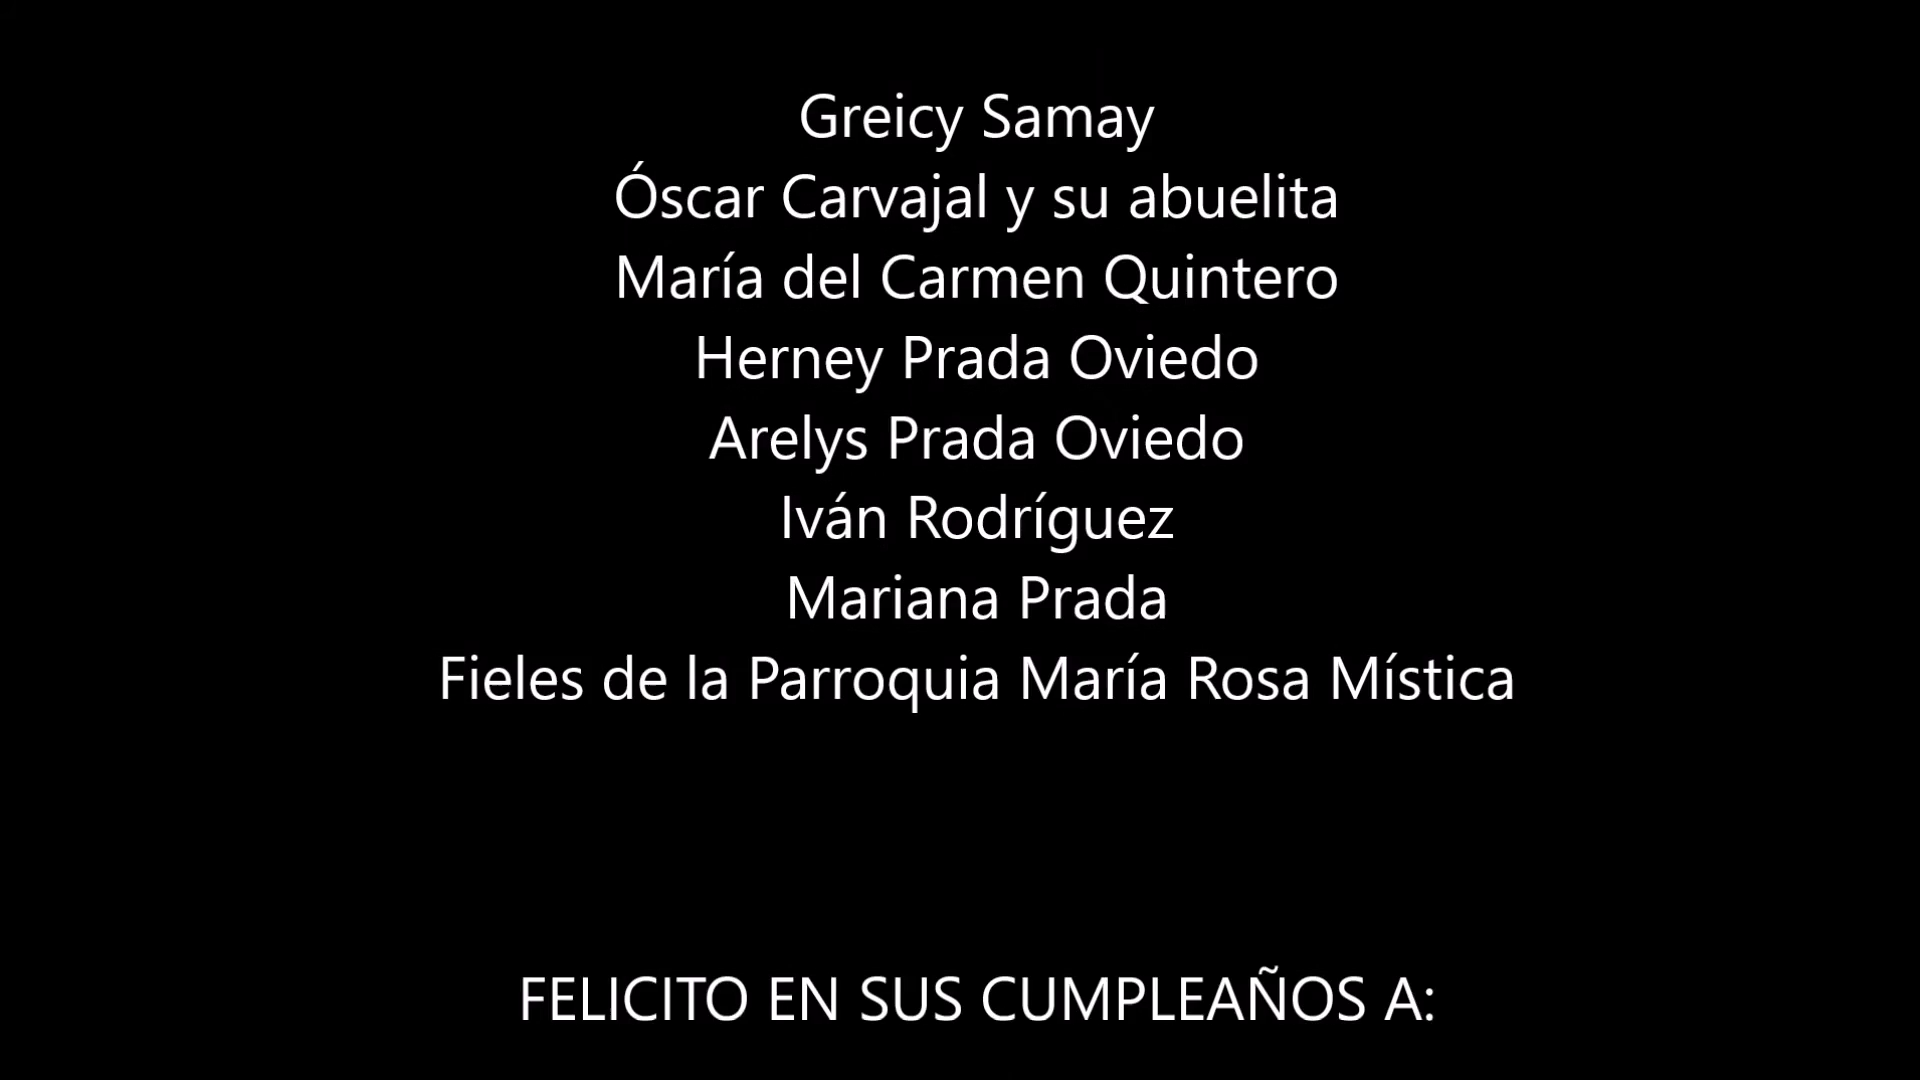 Greicy Samay
Óscar Carvajal y su abuelita
María del Carmen Quintero
Herney Prada Oviedo
Arelys Prada Oviedo
Iván Rodríguez
Mariana Prada
Fieles de la Parroquia María Rosa Mística
FELICITO EN SUS CUMPLEAÑOS A: